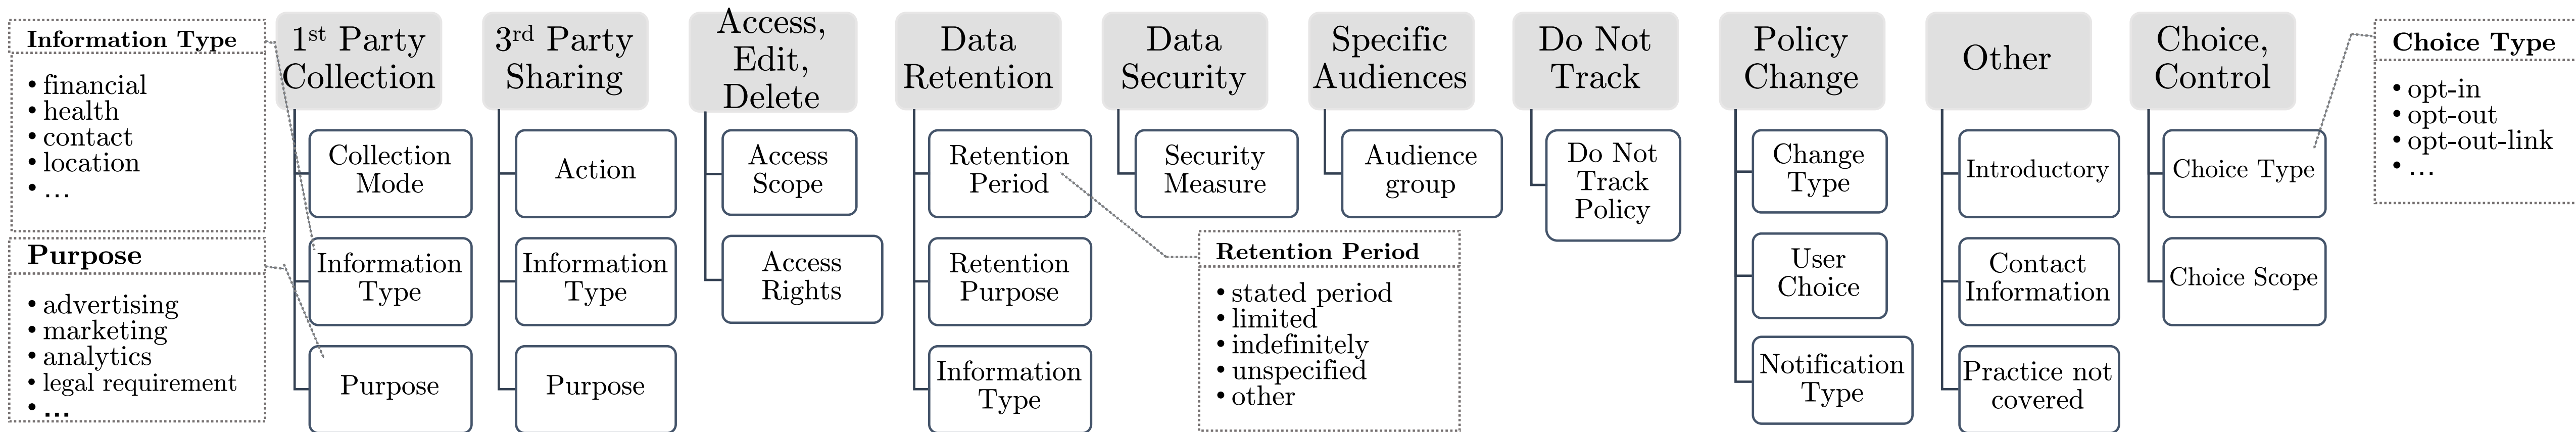 Information Type
• financial
• health
• contact
• location
• ...
Purpose
• advertising
• marketing
• analytics
• legal requirement
• ...
1st Party
Collection
Collection
Mode
Information
Type
Purpose
3rd Party
Sharing
Action
Information
Type
Purpose
Access,
Edit,
Delete
Access
Scope
Access
Rights
Data
Retention
Retention
Period
Retention
Purpose
Information
Type
Data
Security
Security
Measure
Retention Period
• stated period
• limited
• indefinitely
• unspecified
• other
Specific
Audiences
Audience
group
Do Not
Track
Do Not
Track
Policy
Policy
Change
Change
Type
User
Choice
Notification
Type
Other
Introductory
Contact
Information
Practice not
covered
Choice,
Control
Choice Type
Choice Scope
Choice Type
• opt-in
• opt-out
• opt-out-link
• ...